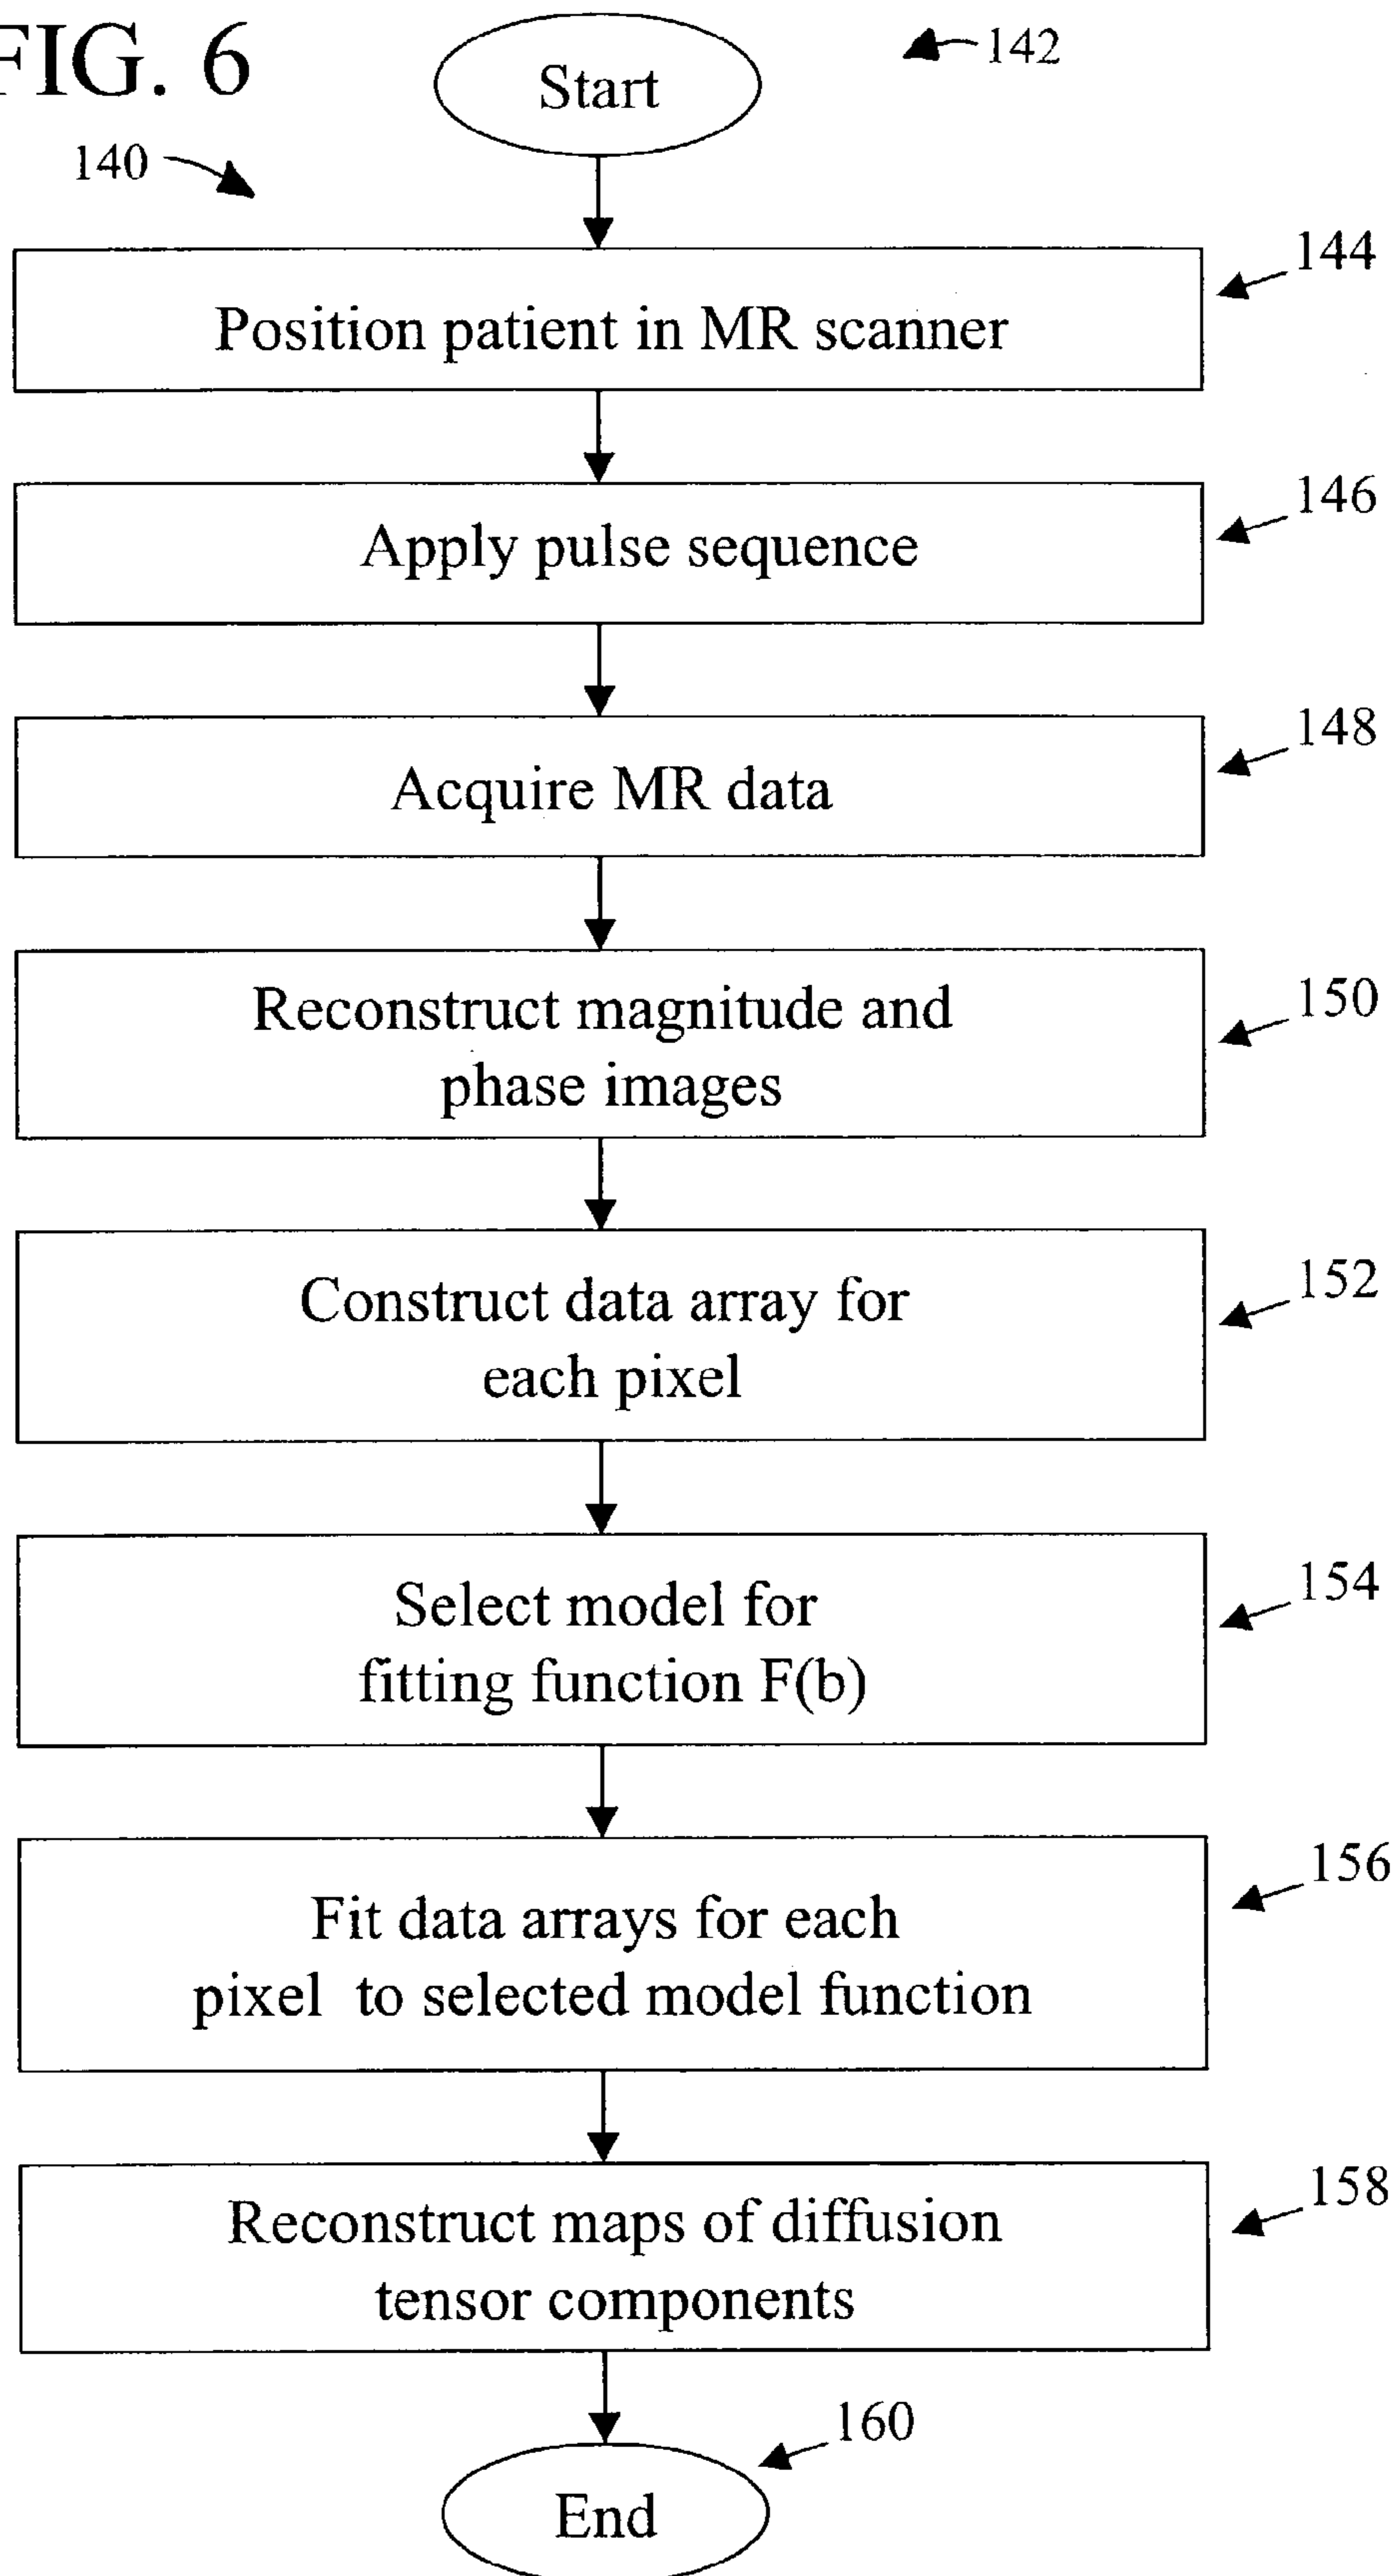 FIG. 6
Start
142
140
144
Position patient in MR scanner
146
Apply pulse sequence
148
Acquire MR data
150
Reconstruct magnitude and
phase images
152
Construct data array for
each pixel
154
Select model for
fitting function F(b)
156
Fit data arrays for each
pixel to selected model function
158
Reconstruct maps of diffusion
tensor components
160
End